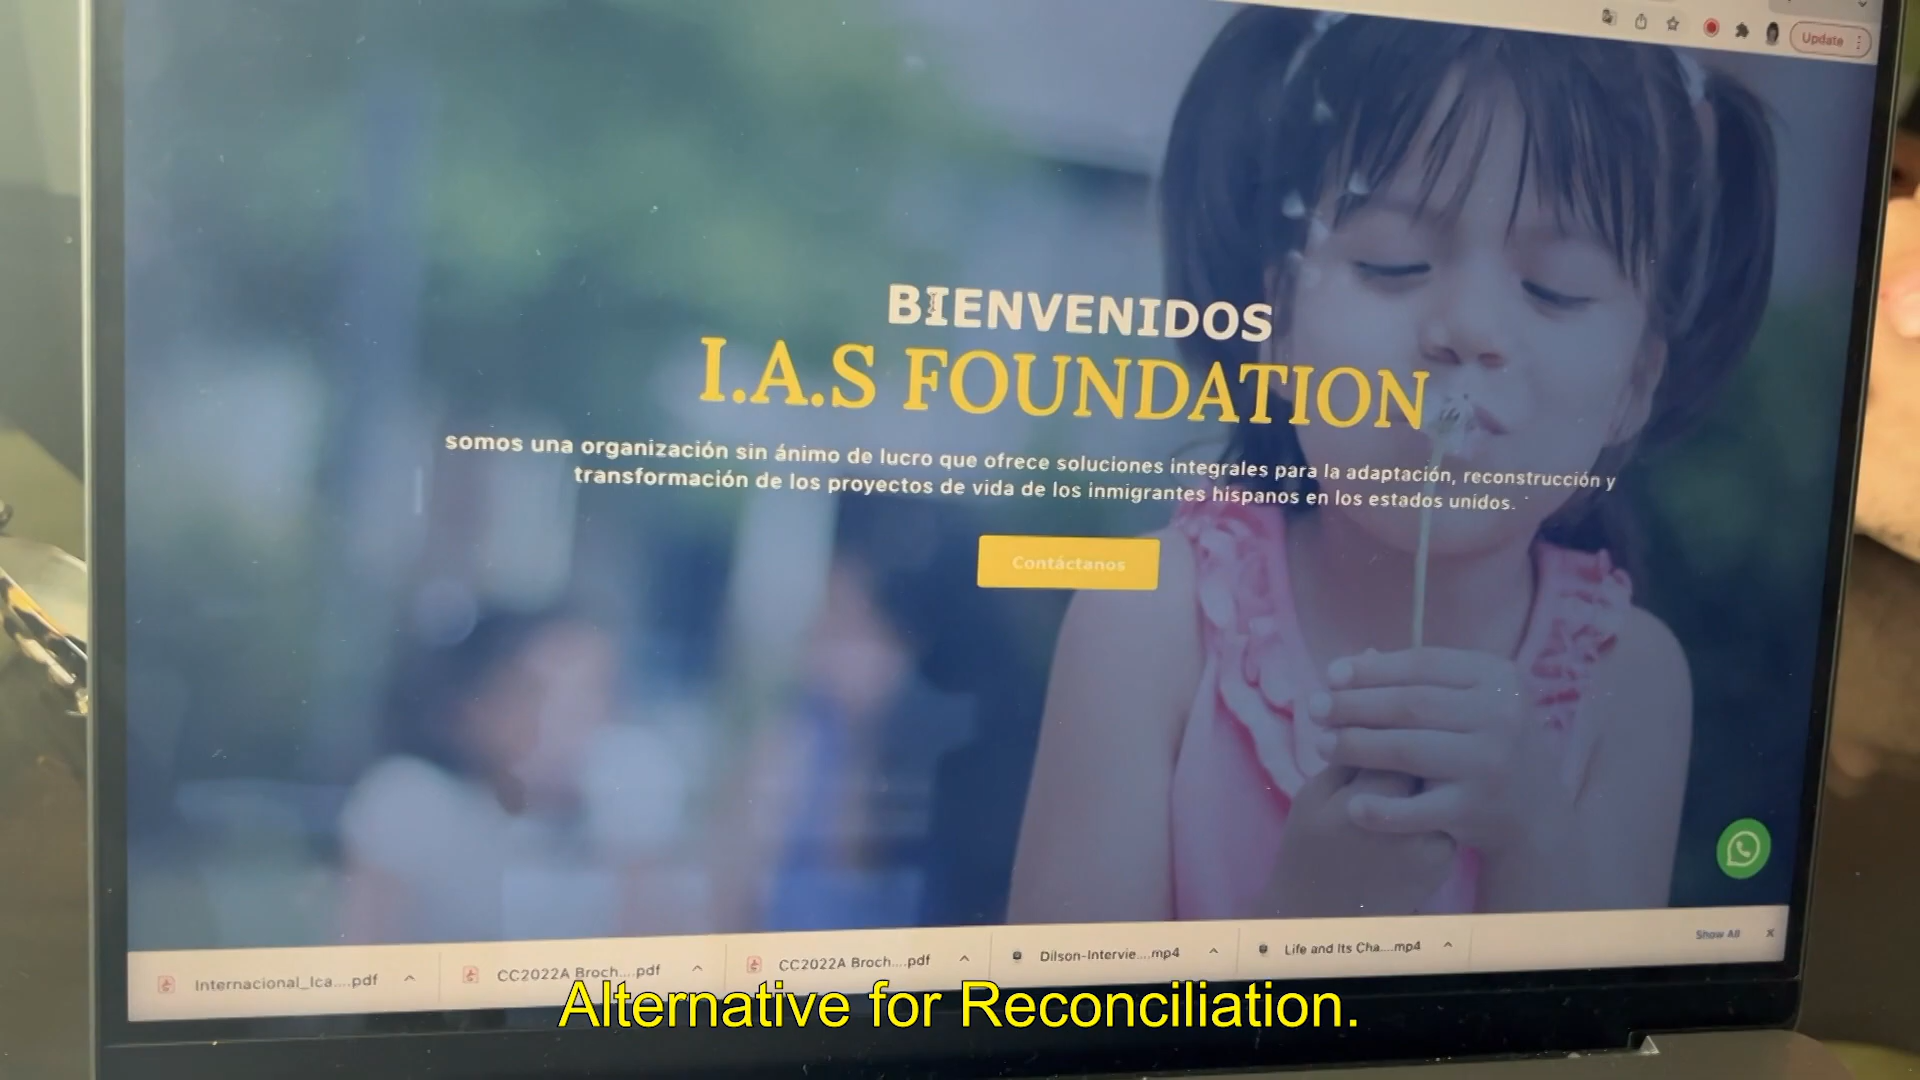 Update
BIENVENIDOS
I.A.S FOUNDATION
somos una organización sin ánimo de lucro que ofrece soluciones integrales para la adaptación, reconstrucción y
transformación de los proyectos de vida de los inmigrantes hispanos en los estados unidos.
Contáctanos
Internacional_Ica....pdf
CC2022A Broch....pdf
CC2022A Broch....pdf
Dilson-Intervie....mp4
Life and Its Cha....mp4
Show All
Alternative for Reconciliation.